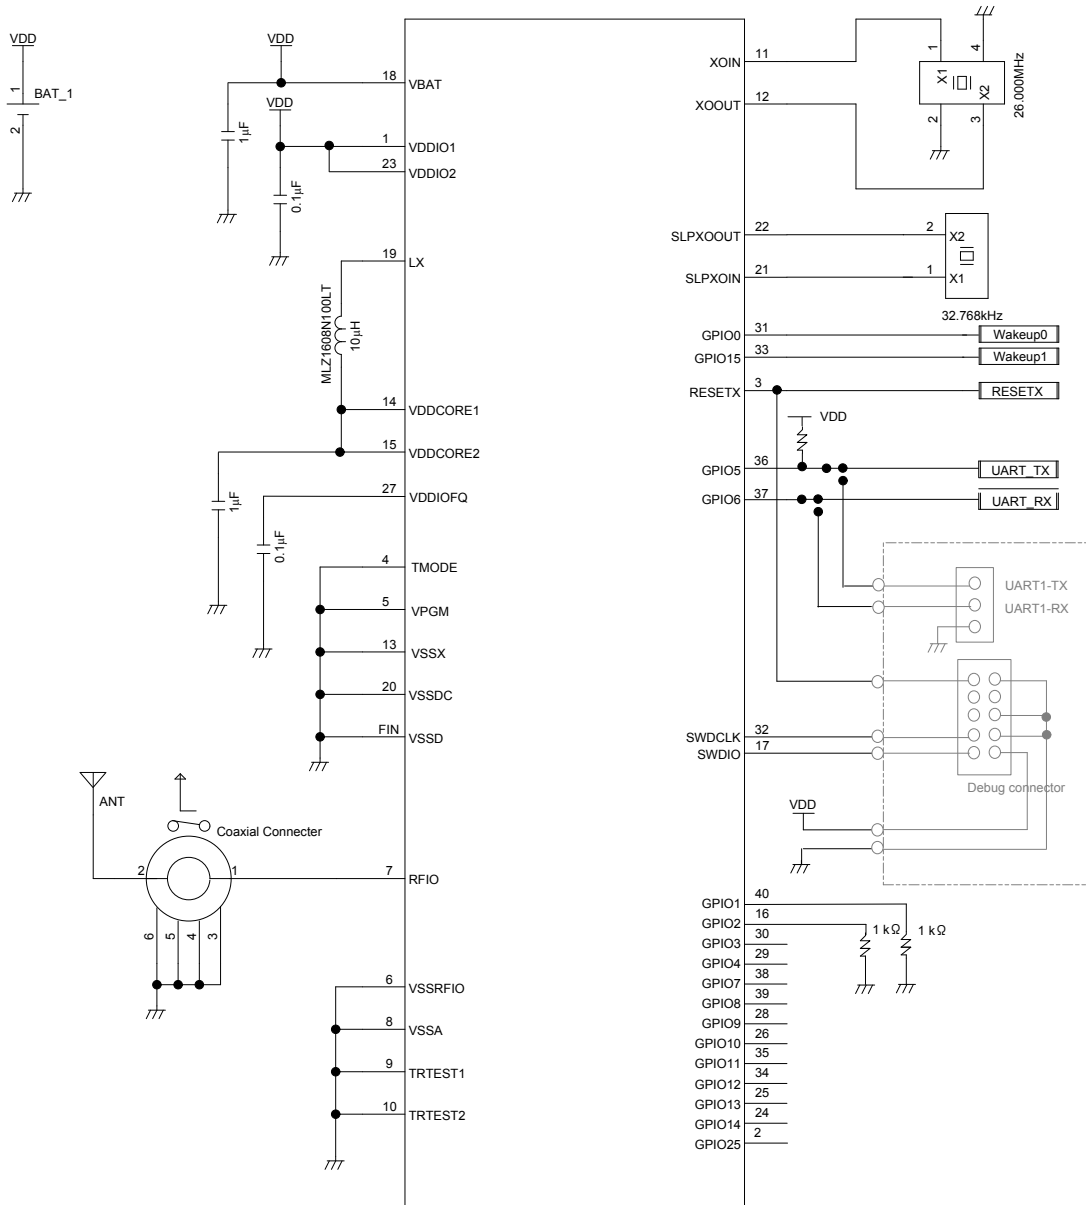 VDD
1
BAT_1
2
VDD
18
VBAT
1μF
VDD
1
VDDIO1
23
VDDIO2
0.1μF
19
LX
MLZ1608N100LT
10μH
14
VDDCORE1
15
VDDCORE2
1μF
27
VDDIOFQ
0.1μF
4
TMODE
5
VPGM
13
VSSX
20
VSSDC
FIN
VSSD
ANT
Coaxial Connecter
2
1
6
5
4
3
7
RFIO
6
VSSRFIO
8
VSSA
9
TRTEST1
10
TRTEST2
XOIN
11
XOOUT
12
1
4
X1
X2
2
3
26.000MHz
SLPXOOUT
22
2
X2
SLPXOIN
21
1
X1
32.768kHz
GPIO0
31
Wakeup0
GPIO15
33
Wakeup1
RESETX
3
RESETX
VDD
GPIO5
36
UART_TX
GPIO6
37
UART_RX
UART1-TX
UART1-RX
SWDCLK
32
SWDIO
17
Debug connector
VDD
GPIO1
40
GPIO2
16
1 kΩ
1 kΩ
GPIO3
30
GPIO4
29
GPIO7
38
GPIO8
39
GPIO9
28
GPIO10
26
GPIO11
35
GPIO12
34
GPIO13
25
GPIO14
24
GPIO25
2